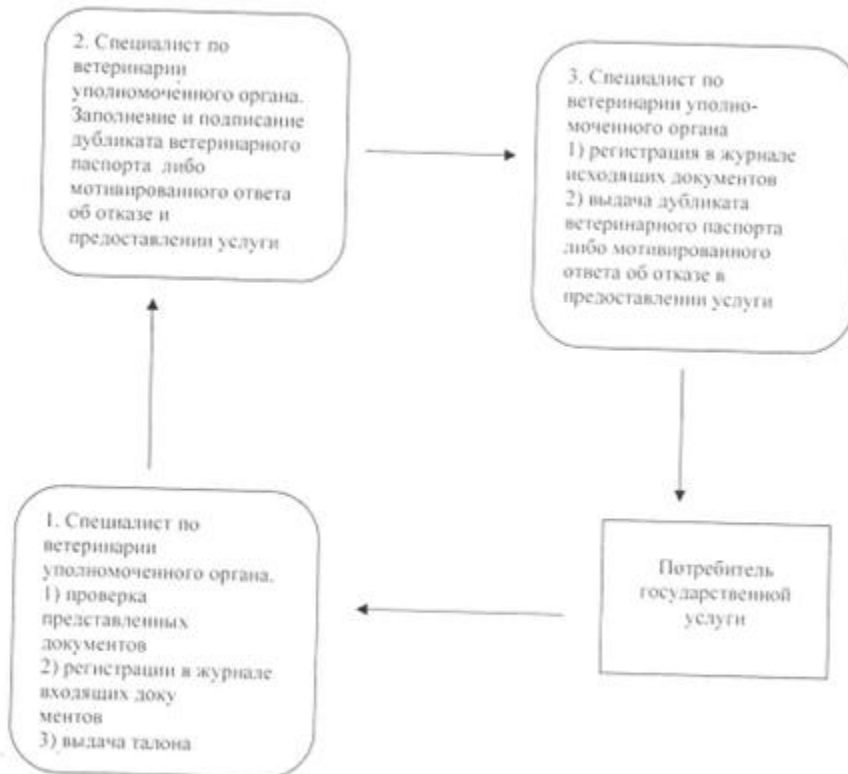 2. Специалист по
ветеринарии
уполномоченного органа.
Заполнение и подписание
дубликата ветеринарного
паспорта либо
мотивированного ответа
об отказе и
предоставлении услуги
3. Специалист по
ветеринарии уполно-
моченного органа
1) регистрация в журнале
исходящих документов
2) выдача дубликата
ветеринарного паспорта
либо мотивированного
ответа об отказе в
предоставлении услуги
1. Специалист по
ветеринарии
уполномоченного органа.
1) проверка
представленных
документов
2) регистрации в журнале
входящих доку
ментов
3) выдача талона
Потребитель
государственной
услуги